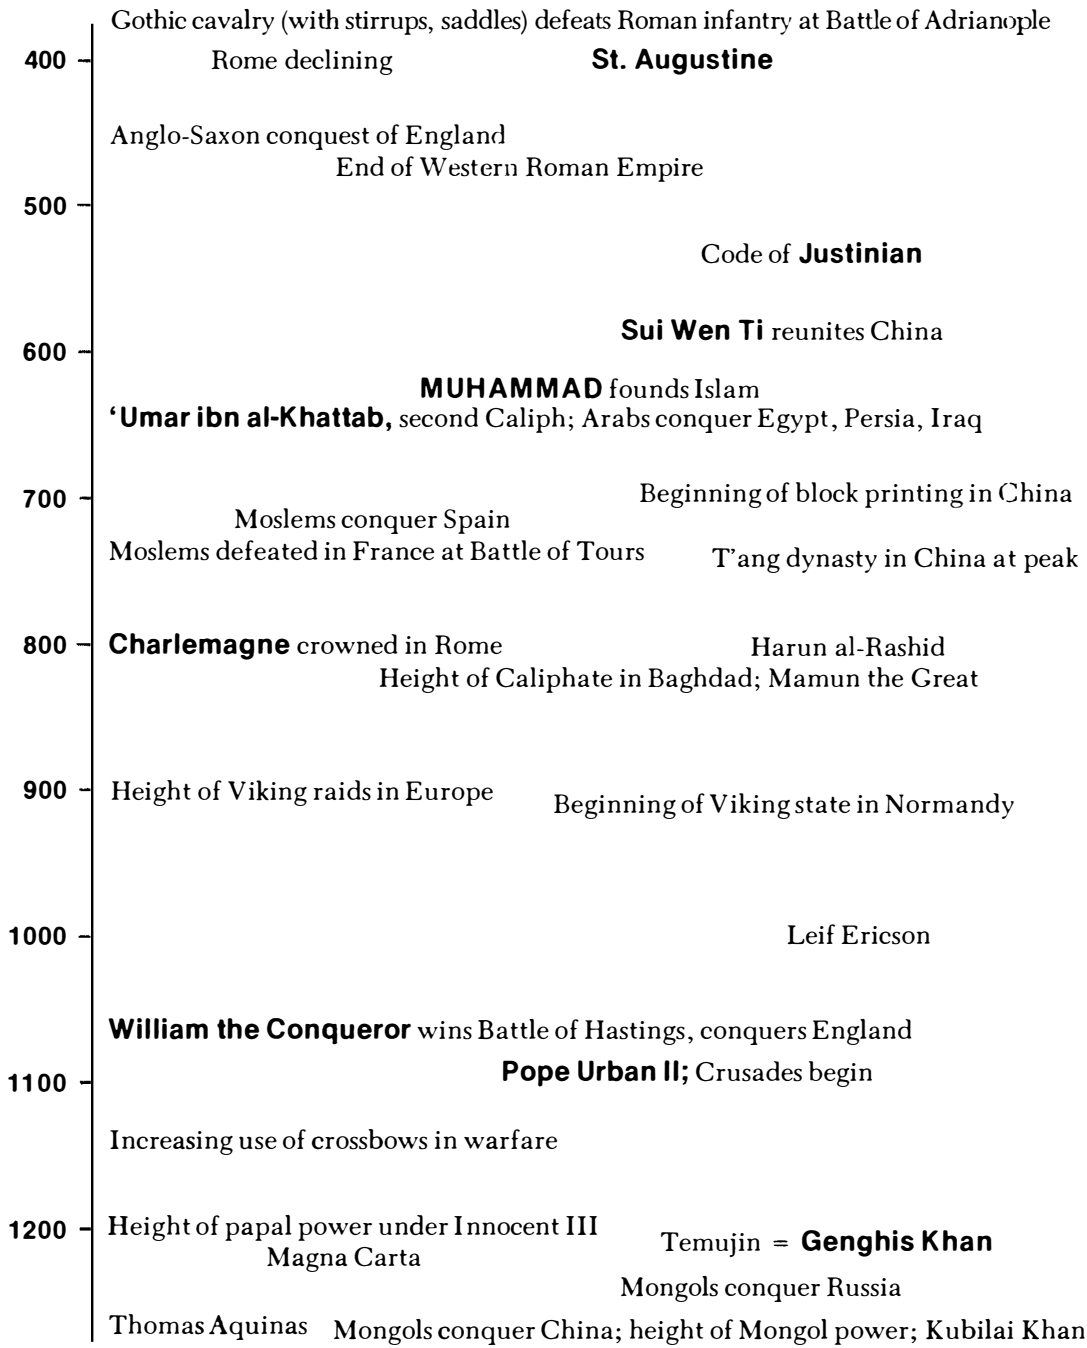 Gothic cavalry (with stirrups, saddles) defeats Roman infantry at Battle of Adrianople
400 Rome declining St. Augustine
Anglo-Saxon conquest of England
End of Western Roman Empire
500
Code of Justinian
Sui Wen Ti reunites China
600
MUHAMMAD founds Islam
‘Umar ibn al-Khattab, second Caliph; Arabs conquer Egypt, Persia, Iraq
700 Beginning of block printing in China
Moslems conquer Spain
Moslems defeated in France at Battle of Tours T’ang dynasty in China at peak
800 Charlemagne crowned in Rome Harun al-Rashid
Height of Caliphate in Baghdad; Mamun the Great
900 Height of Viking raids in Europe Beginning of Viking state in Normandy
1000 Leif Ericson
William the Conqueror wins Battle of Hastings, conquers England
Pope Urban II; Crusades begin
1100
Increasing use of crossbows in warfare
1200 Height of papal power under Innocent III Temujin = Genghis Khan
Magna Carta
Mongols conquer Russia
Thomas Aquinas Mongols conquer China; height of Mongol power; Kubilai Khan